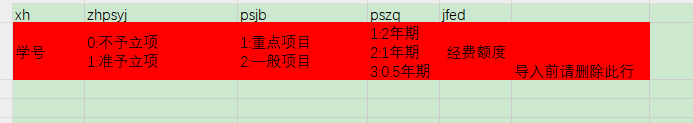 xh zhpsyj psjb pszq jfed
学号
0:不予立项
1:准予立项
1:重点项目
2:一般项目
1:2年期
2:1年期
3:0.5年期
经费额度
导入前请删除此行